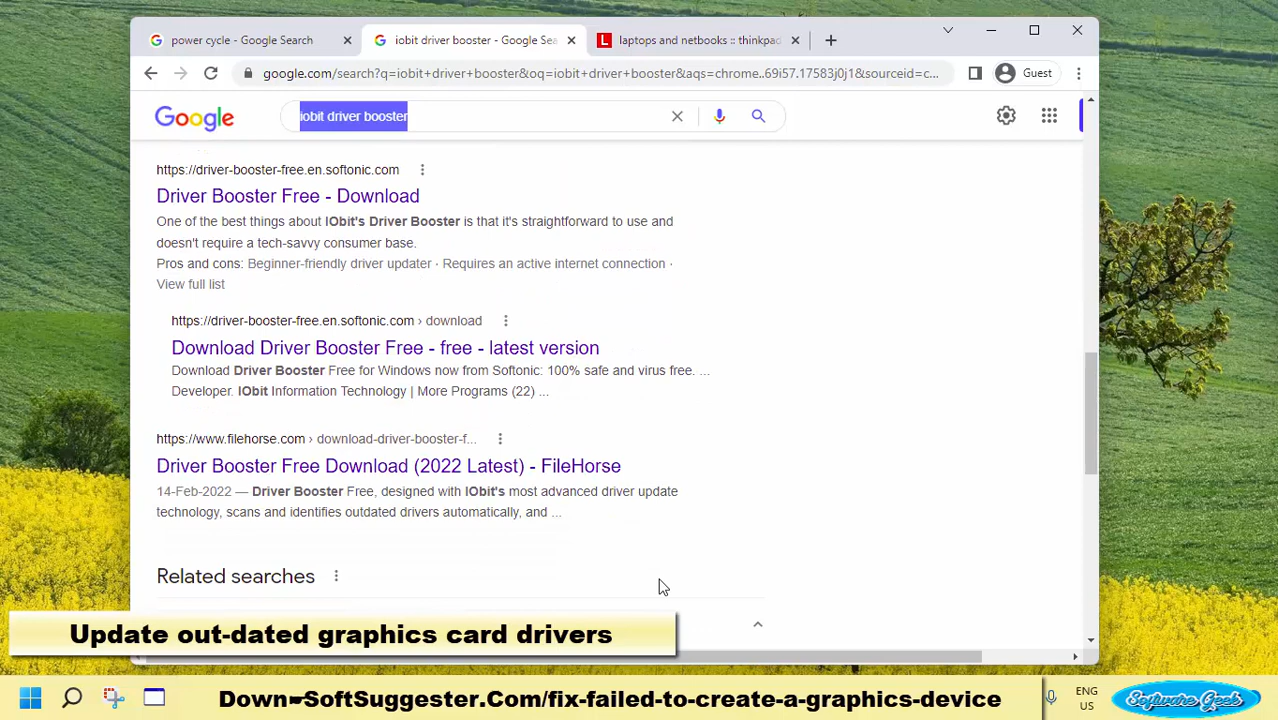 power cycle - Google Search
iobit driver booster - Google Sea
laptops and netbooks :: thinkpad
google.com/search?q=iobit+driver+booster&oq=iobit+driver+booster&aqs=chrome..69i57.17583j0j1&sourceid=c...
Guest
Google
iobit driver booster
https://driver-booster-free.en.softonic.com
Driver Booster Free - Download
One of the best things about IObit's Driver Booster is that it's straightforward to use and
doesn't require a tech-savvy consumer base.
Pros and cons: Beginner-friendly driver updater · Requires an active internet connection ·
View full list
https://driver-booster-free.en.softonic.com › download
Download Driver Booster Free - free - latest version
Download Driver Booster Free for Windows now from Softonic: 100% safe and virus free. ...
Developer. IObit Information Technology | More Programs (22) ...
https://www.filehorse.com › download-driver-booster-f...
Driver Booster Free Download (2022 Latest) - FileHorse
14-Feb-2022 — Driver Booster Free, designed with IObit's most advanced driver update
technology, scans and identifies outdated drivers automatically, and ...
Related searches
Update out-dated graphics card drivers
Down☛SoftSuggester.Com/fix-failed-to-create-a-graphics-device
ENG
US
Software Geek